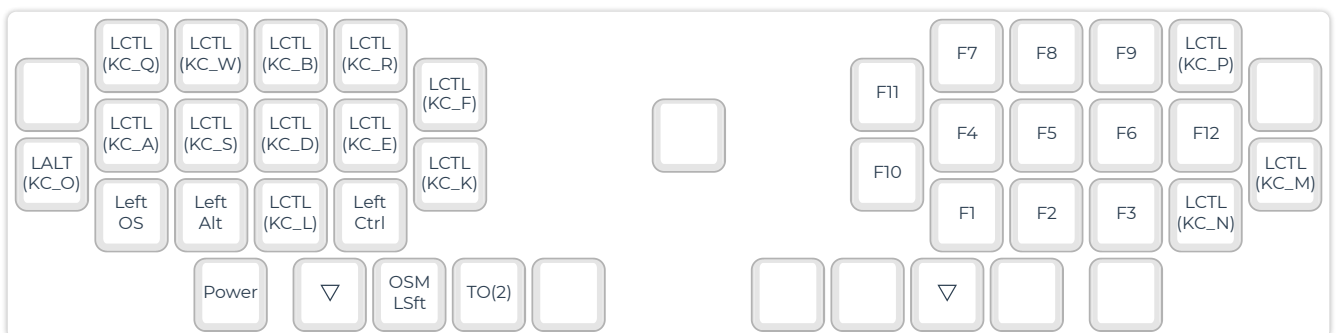 LCTL
(KC_Q)
LCTL
(KC_W)
LCTL
(KC_B)
LCTL
(KC_R)
LCTL
(KC_F)
LCTL
(KC_A)
LCTL
(KC_S)
LCTL
(KC_D)
LCTL
(KC_E)
LALT
(KC_O)
LCTL
(KC_K)
Left
OS
Left
Alt
LCTL
(KC_L)
Left
Ctrl
Power
▽
OSM
LSft
TO(2)
F7
F8
F9
LCTL
(KC_P)
F11
F4
F5
F6
F12
F10
LCTL
(KC_M)
F1
F2
F3
LCTL
(KC_N)
▽